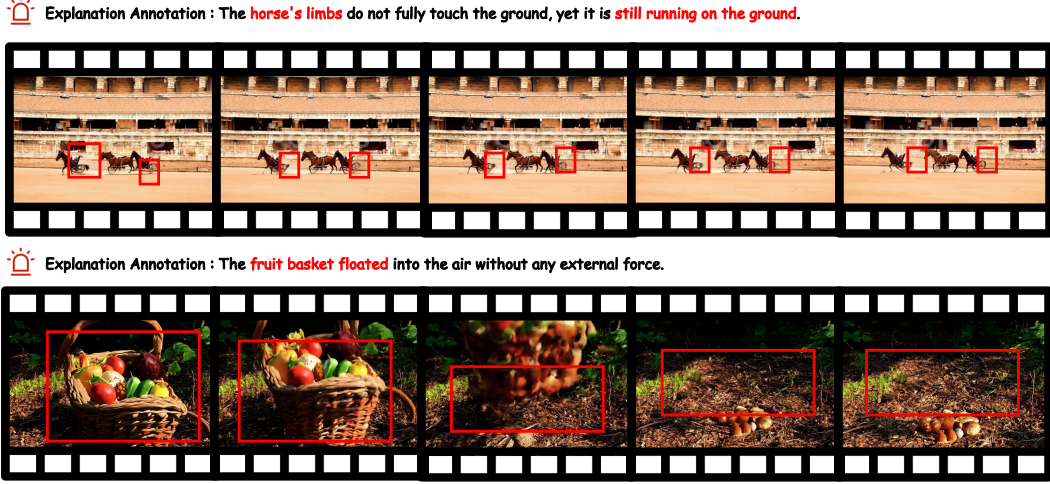 Explanation Annotation : The horse's limbs do not fully touch the ground, yet it is still running on the ground.
Explanation Annotation : The fruit basket floated into the air without any external force.